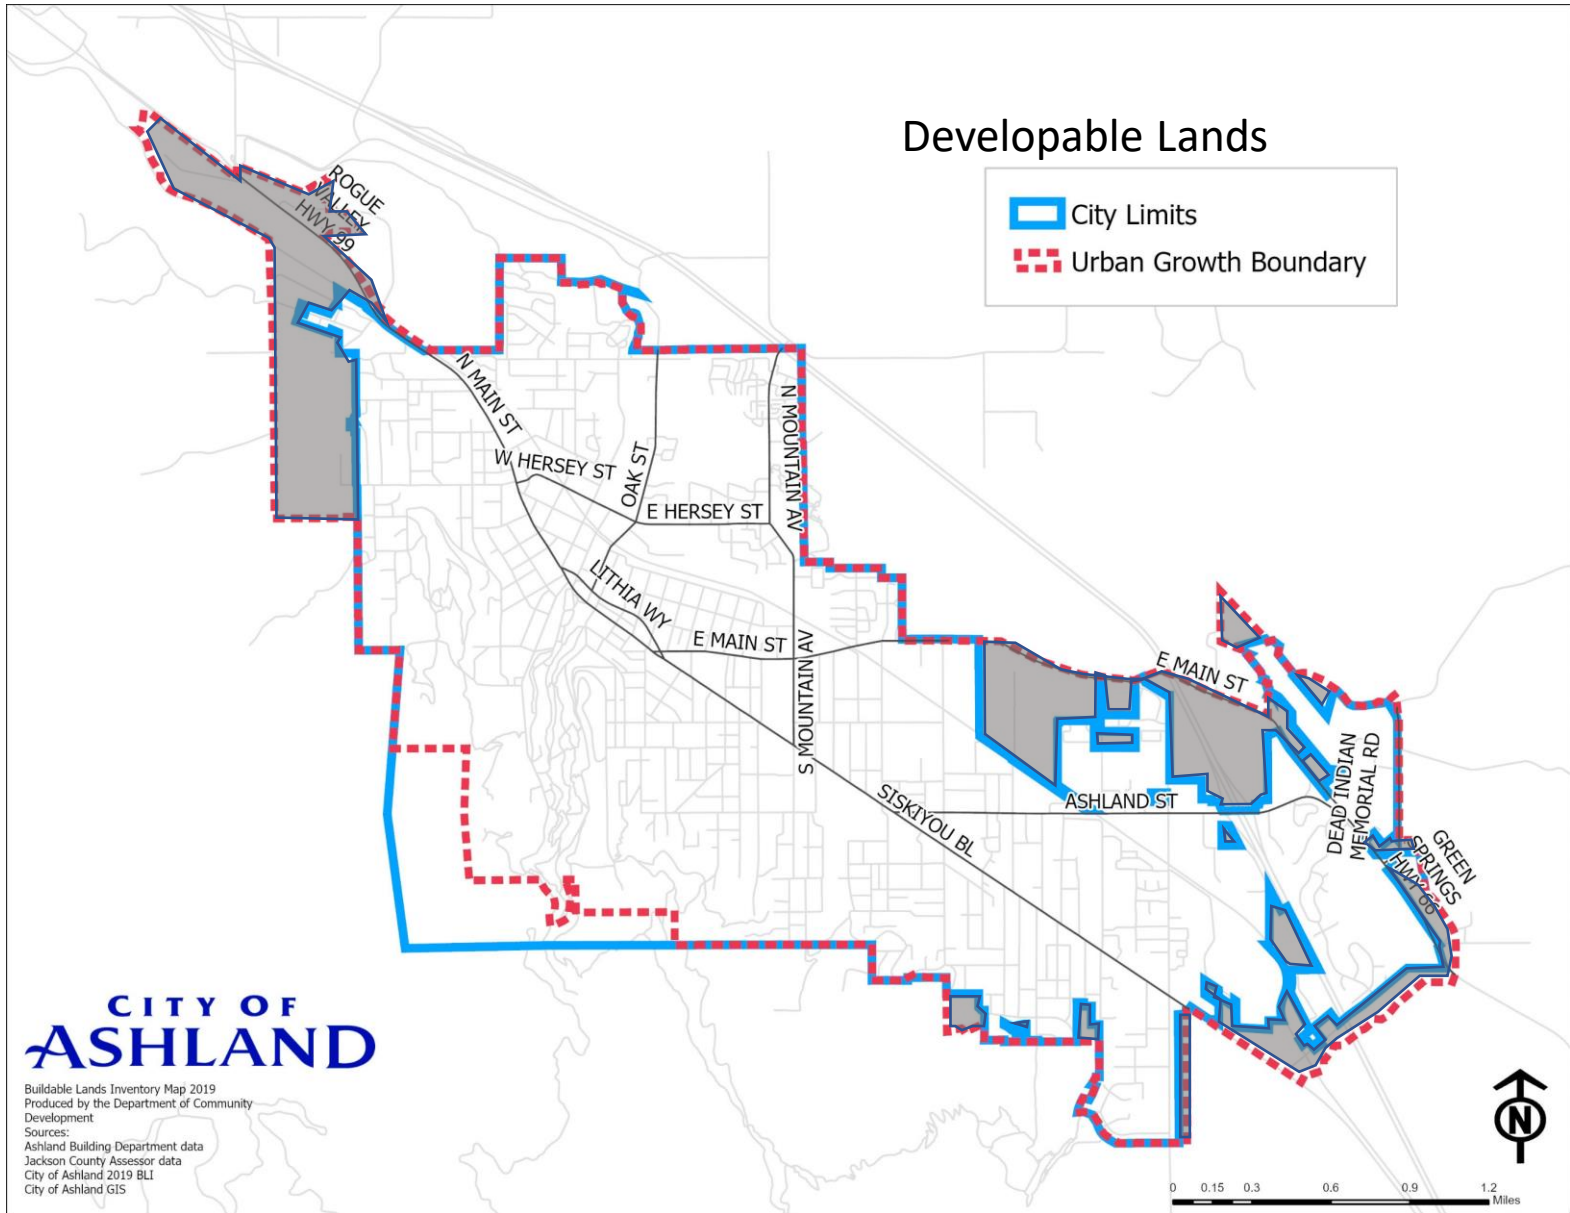 Developable Lands
City Limits
Urban Growth Boundary
ROGUE
VALLEY
HWY 99
N MAIN ST
W HERSEY ST
OAK ST
E HERSEY ST
N MOUNTAIN AV
LITHIA WY
E MAIN ST
S MOUNTAIN AV
E MAIN ST
SISKIYOU BL
ASHLAND ST
DEAD INDIAN
MEMORIAL RD
GREEN
SPRINGS
HWY 66
CITY OF
ASHLAND
Buildable Lands Inventory Map 2019
Produced by the Department of Community
Development
Sources:
Ashland Building Department data
Jackson County Assessor data
City of Ashland 2019 BLI
City of Ashland GIS
N
0 0.15 0.3 0.6 0.9 1.2
Miles